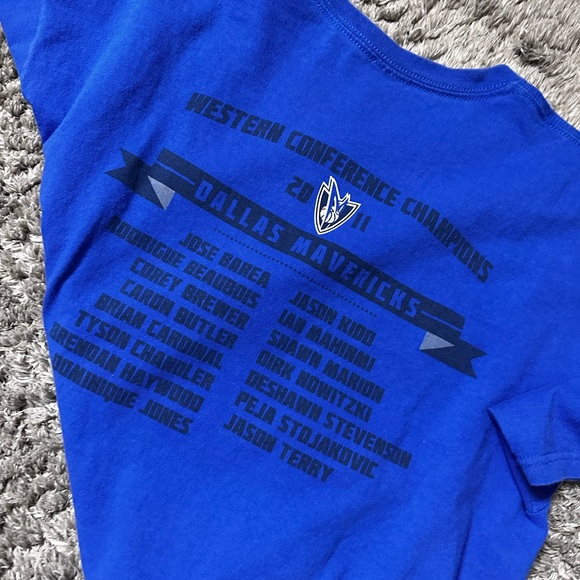 WESTERN CONFERENCE CHAMPIONS
20 11
DALLAS MAVERICKS
JOSE BAREA
RODRIGUE BEAUBOIS
COREY BREWER
CARON BUTLER
BRIAN CARDINAL
TYSON CHANDLER
BRENDAN HAYWOOD
DOMINIQUE JONES
JASON KIDD
IAN MAHINMI
SHAWN MARION
DIRK NOWITZKI
DESHAWN STEVENSON
PEJA STOJAKOVIC
JASON TERRY